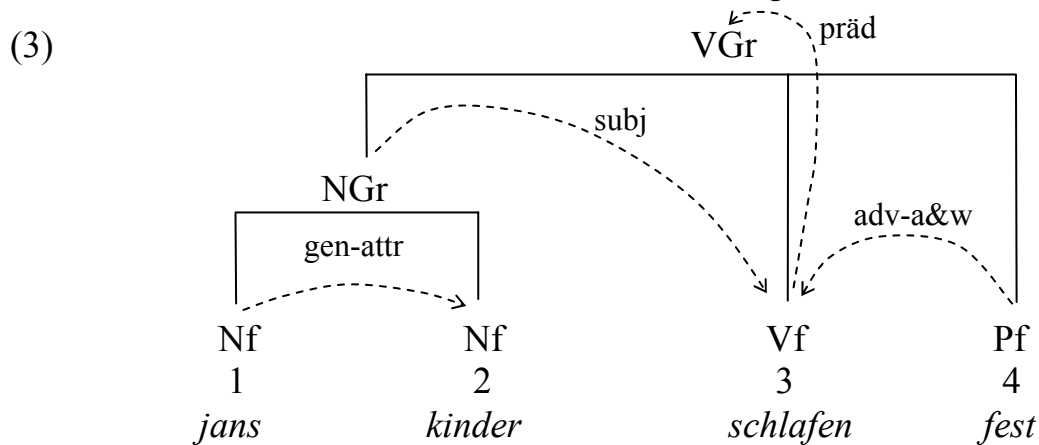 (3)
VGr
präd
subj
NGr
gen-attr
adv-a&w
Nf Nf Vf Pf
1 2 3 4
jans kinder schlafen fest